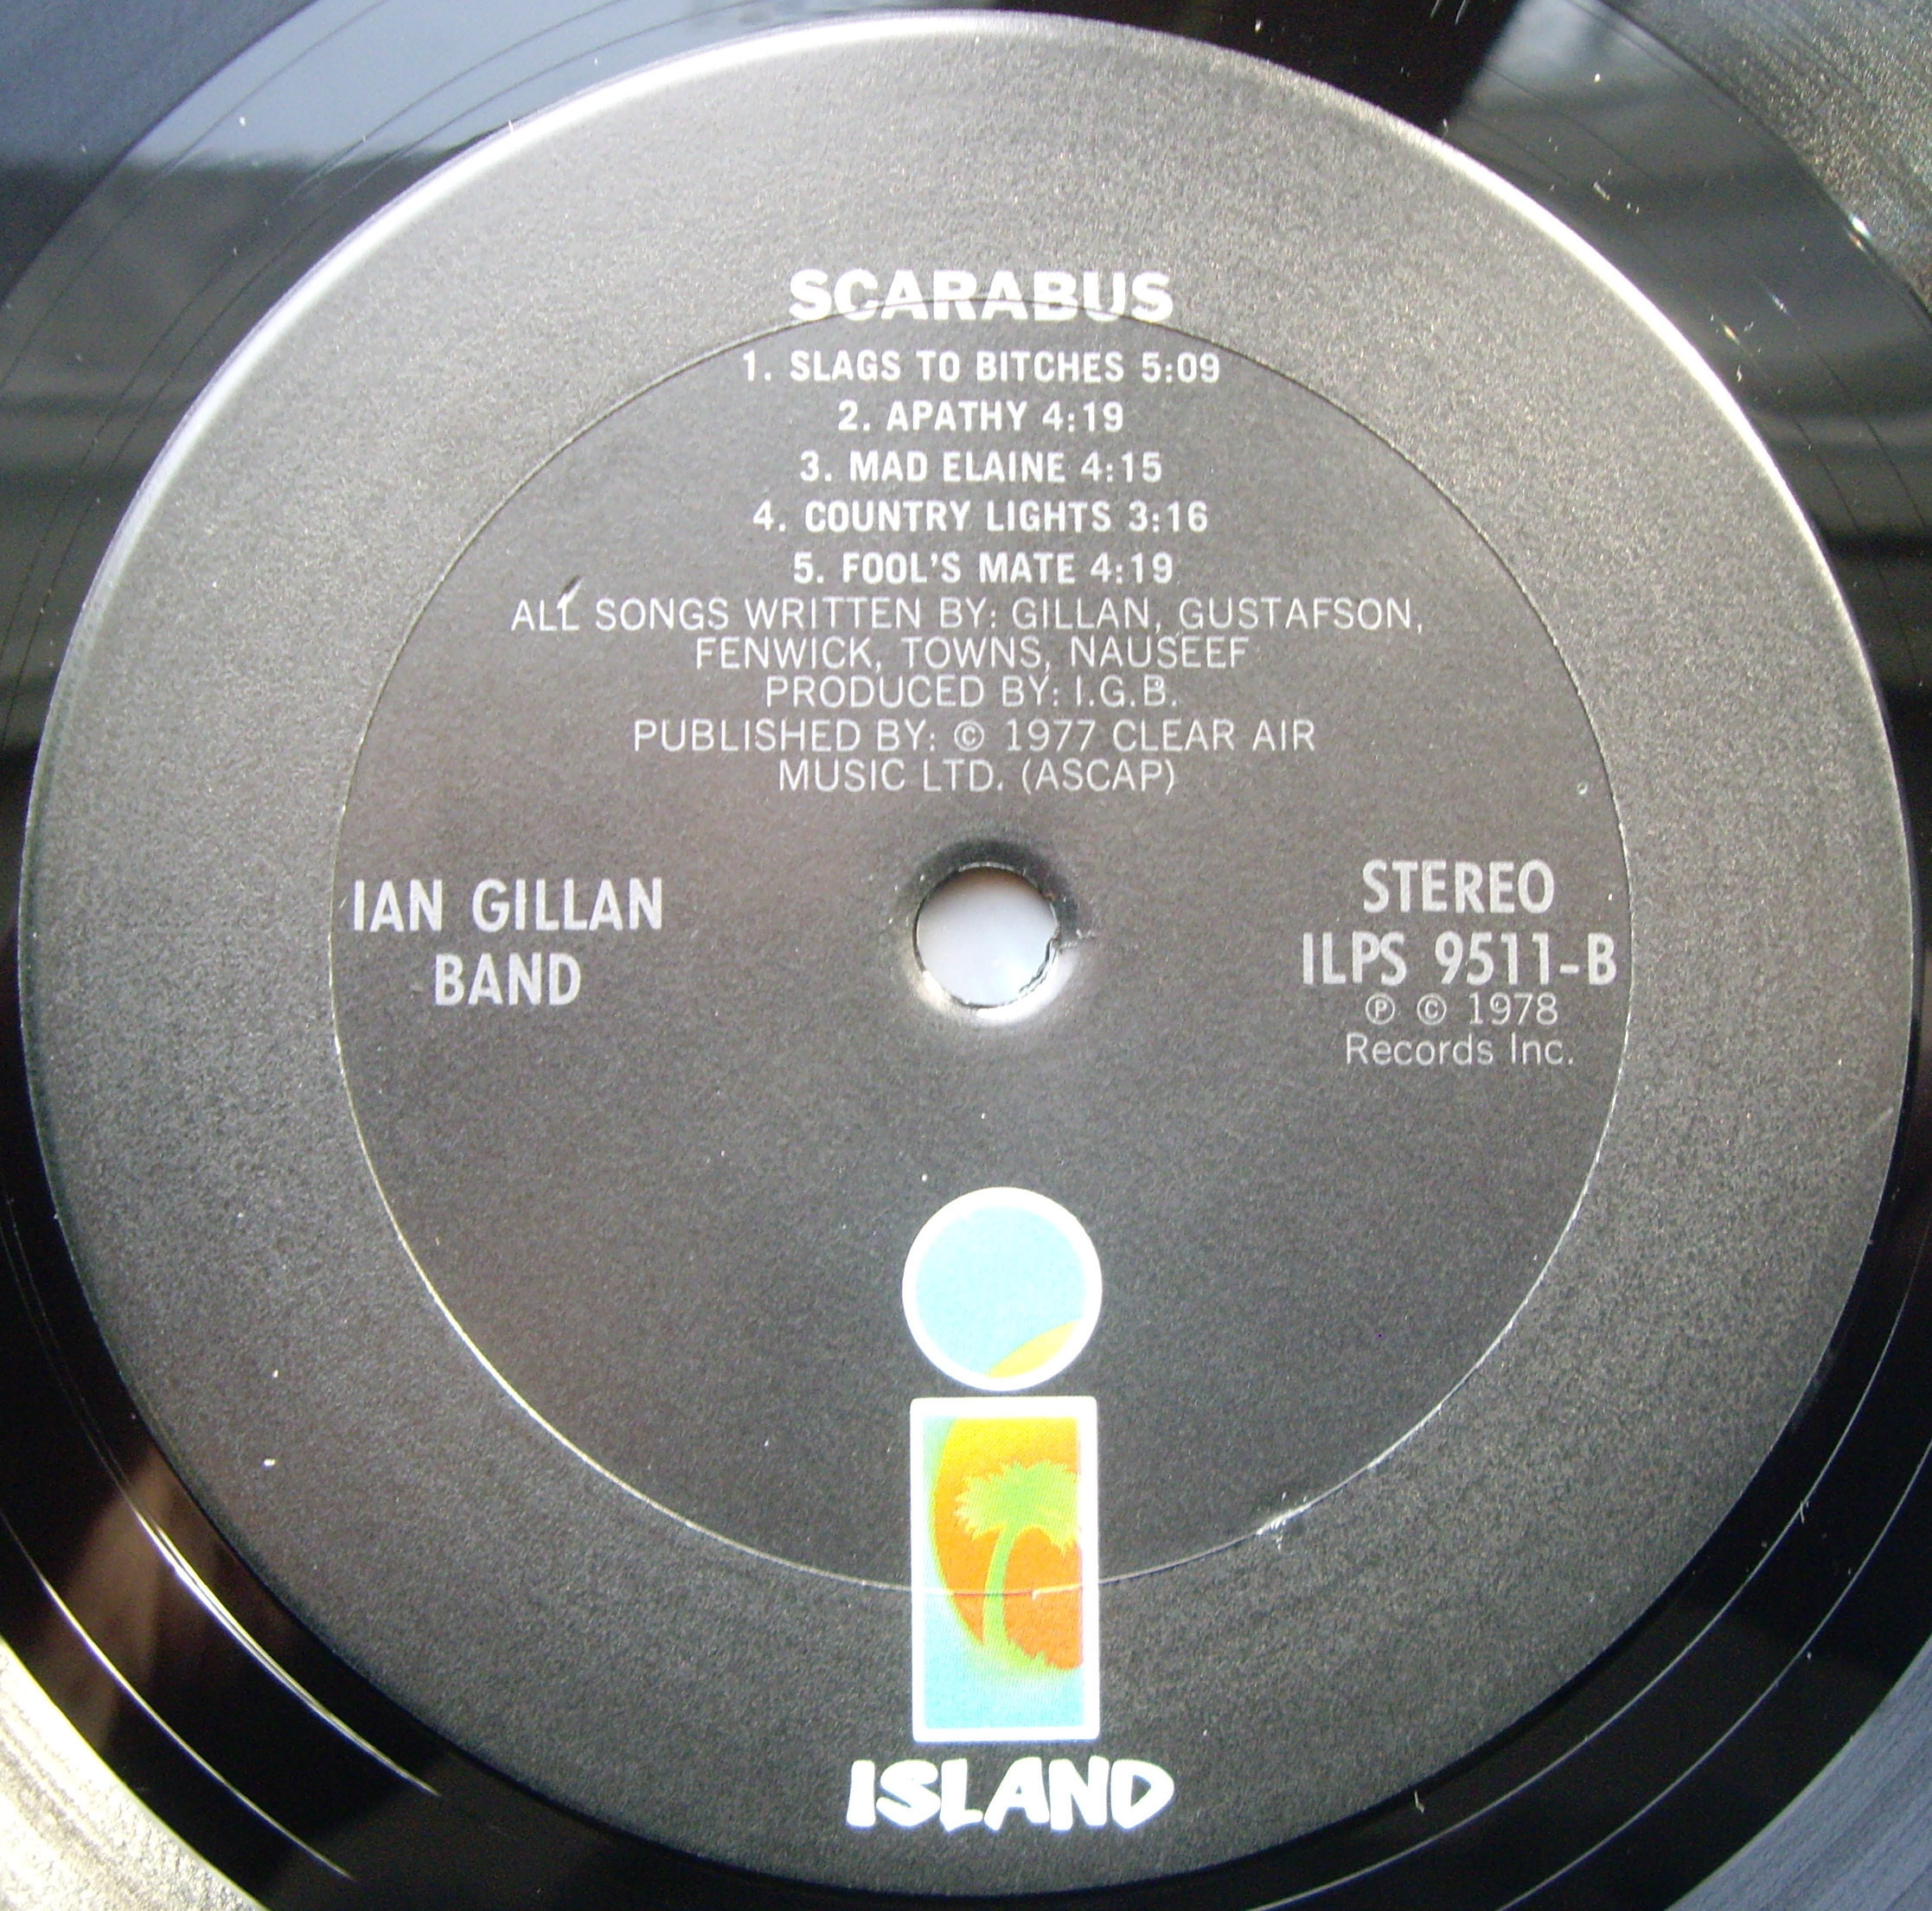 SCARABUS
1. SLAGS TO BITCHES 5:09
2. APATHY 4:19
3. MAD ELAINE 4:15
4. COUNTRY LIGHTS 3:16
5. FOOL'S MATE 4:19
ALL SONGS WRITTEN BY: GILLAN, GUSTAFSON,
FENWICK, TOWNS, NAUSEEF
PRODUCED BY: I.G.B.
PUBLISHED BY: © 1977 CLEAR AIR
MUSIC LTD. (ASCAP)
IAN GILLAN
BAND
STEREO
ILPS 9511-B
℗ © 1978
Records Inc.
ISLAND